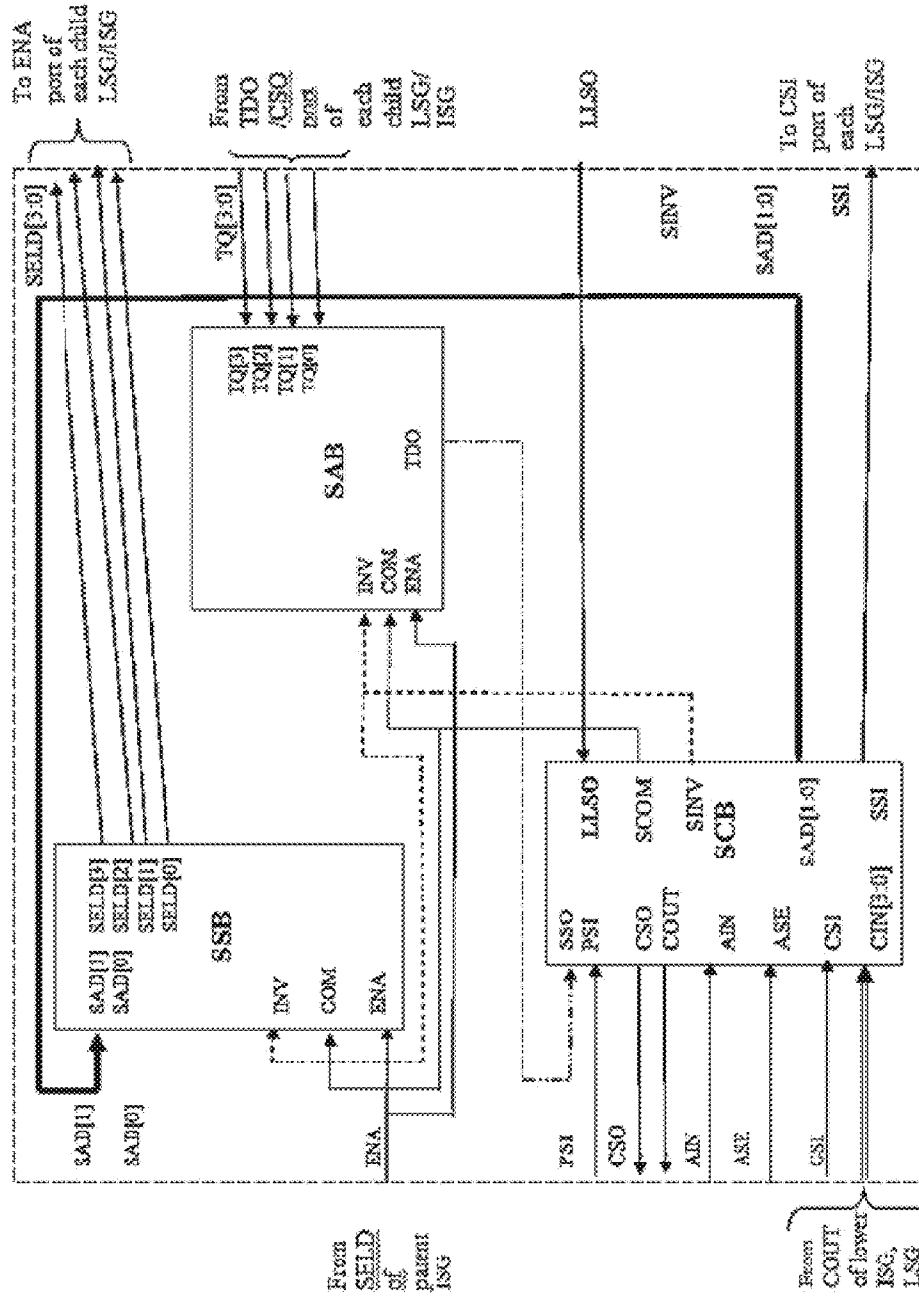 To ENA
port of
each child
LSG/ISG
SELD[3:0]
From
TDO
/CSO
port
of
each
child
LSG/
ISG
TQ[3:0]
LLSO
SINV
SAD[1:0]
SSI
To CSI
port of
each
LSG/ISG
SAD[1]
SAD[0]
SAD[1]
SAD[0]
SELD[3]
SELD[2]
SELD[1]
SELD[0]
SSB
INV
COM
ENA
ENA
From
SELD
of
parent
ISG
TQ[3]
TQ[2]
TQ[1]
TQ[0]
SAB
INV
COM
ENA
TDO
SSO
PSI
CSO
COUT
AIN
ASE
CSI
CIN[3:0]
LLSO
SCOM
SINV
SCB
SAD[1:0]
SSI
PSI
CSO
AIN
ASE
CSI
From
COUT
of lower
ISG,
LSG